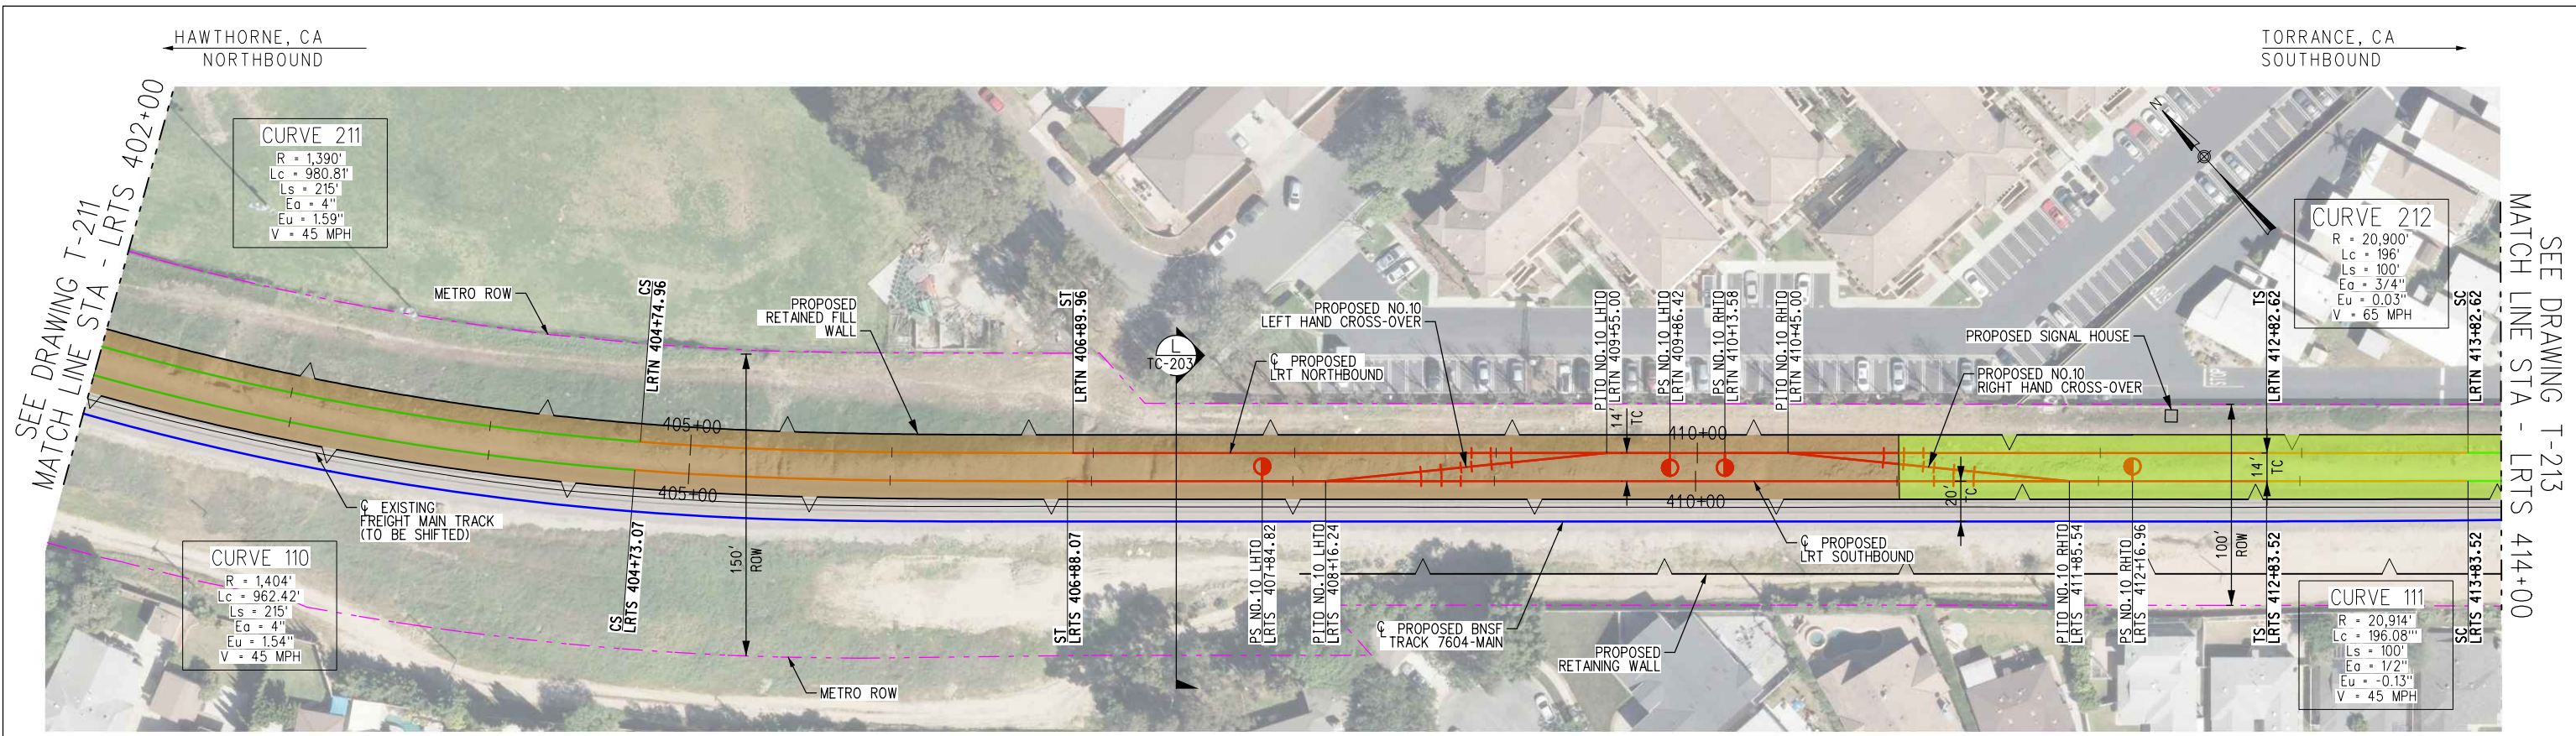 HAWTHORNE, CA
NORTHBOUND
TORRANCE, CA
SOUTHBOUND
SEE DRAWING T-211
MATCH LINE STA - LRTS 402+00
CURVE 211
R = 1,390'
Lc = 980.81'
Ls = 215'
Ea = 4"
Eu = 1.59"
V = 45 MPH
METRO ROW
CS
LRTN 404+74.96
PROPOSED
RETAINED FILL
WALL
ST
LRTN 406+89.96
L
TC-203
℄ PROPOSED
LRT NORTHBOUND
PROPOSED NO.10
LEFT HAND CROSS-OVER
PITO NO.10 LHTO
LRTN 409+55.00
14'
TC
PS NO.10 LHTO
LRTN 409+86.42
PS NO.10 RHTO
LRTN 410+13.58
PITO NO.10 RHTO
LRTN 410+45.00
PROPOSED SIGNAL HOUSE
PROPOSED NO.10
RIGHT HAND CROSS-OVER
N
STOP
TS
LRTN 412+82.62
CURVE 212
R = 20,900'
Lc = 196'
Ls = 100'
Ea = 3/4"
Eu = 0.03"
V = 65 MPH
SC
LRTN 413+82.62
SEE DRAWING T-213
MATCH LINE STA - LRTS 414+00
405+00
405+00
410+00
410+00
20'
TC
14'
TC
℄ EXISTING
FREIGHT MAIN TRACK
(TO BE SHIFTED)
CURVE 110
R = 1,404'
Lc = 962.42'
Ls = 215'
Ea = 4"
Eu = 1.54"
V = 45 MPH
CS
LRTS 404+73.07
150'
ROW
METRO ROW
ST
LRTS 406+88.07
PS NO.10 LHTO
LRTS 407+84.82
PITO NO.10 LHTO
LRTS 408+16.24
℄ PROPOSED BNSF
TRACK 7604-MAIN
PROPOSED
RETAINING WALL
℄ PROPOSED
LRT SOUTHBOUND
PITO NO.10 RHTO
LRTS 411+85.54
PS NO.10 RHTO
LRTS 412+16.96
100'
ROW
TS
LRTS 412+83.52
CURVE 111
R = 20,914'
Lc = 196.08'"
Ls = 100'
Ea = 1/2"
Eu = -0.13"
V = 45 MPH
SC
LRTS 413+83.52